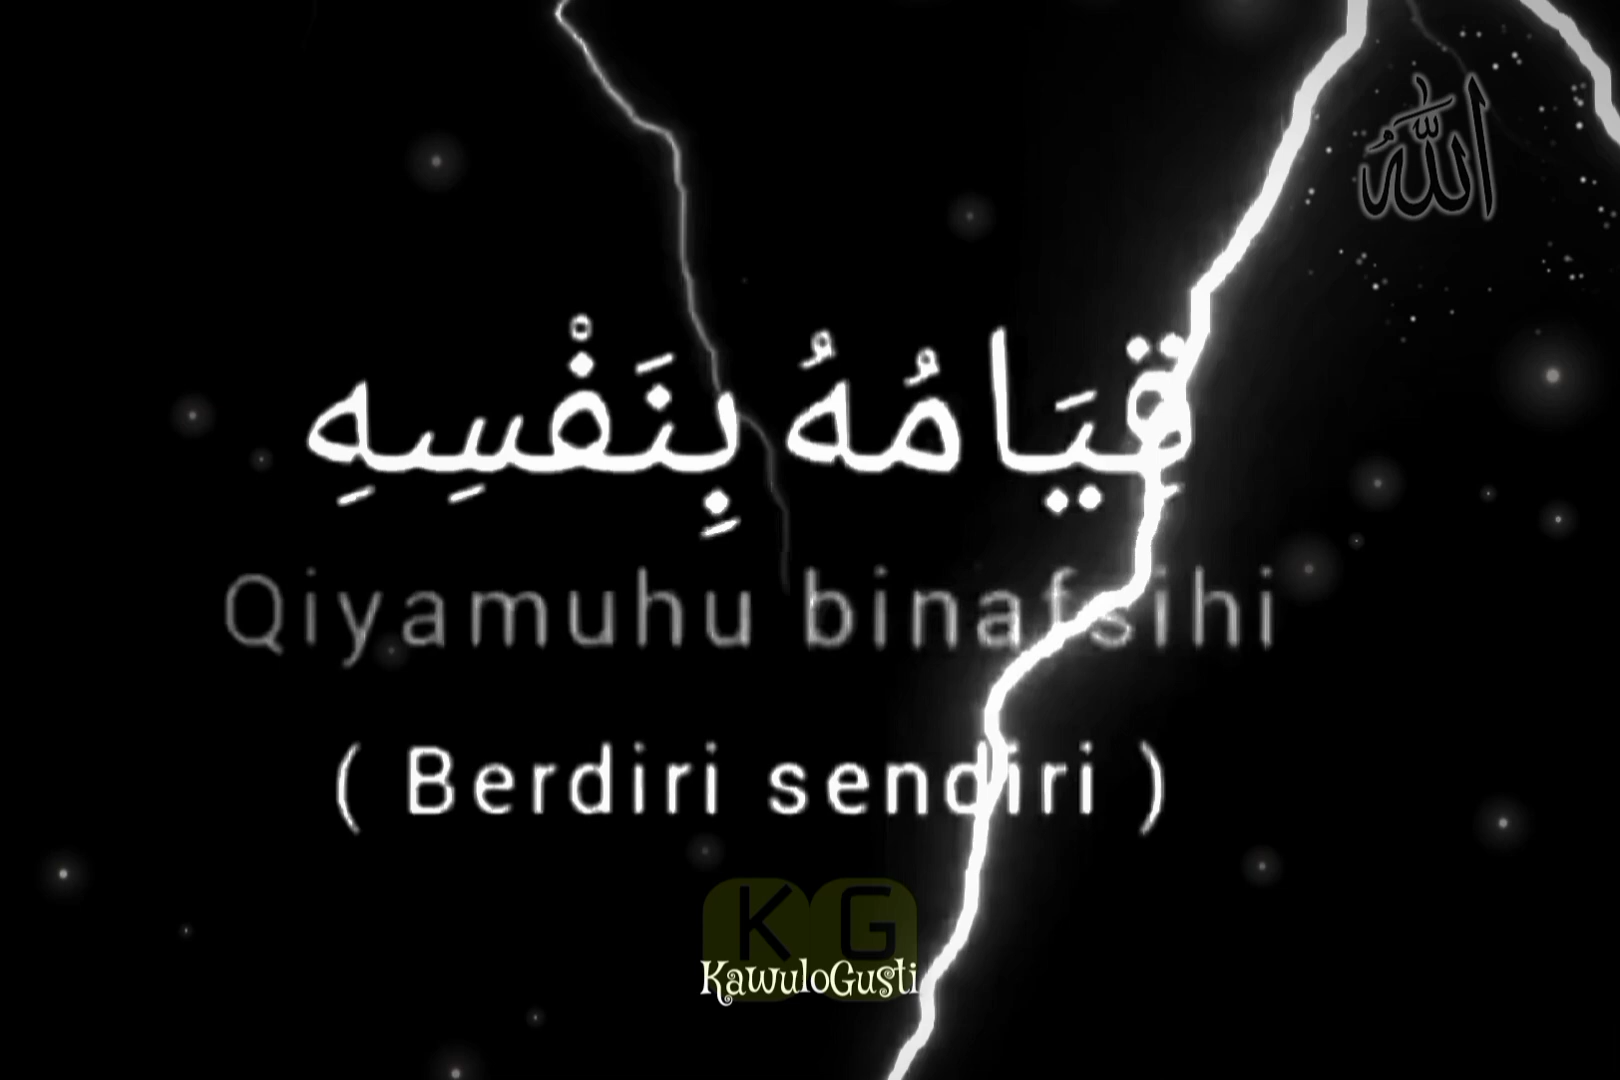 الله
قِيَامُهُ بِنَفْسِهِ
Qiyamuhu binafsihi
( Berdiri sendiri )
KG
KawuloGusti